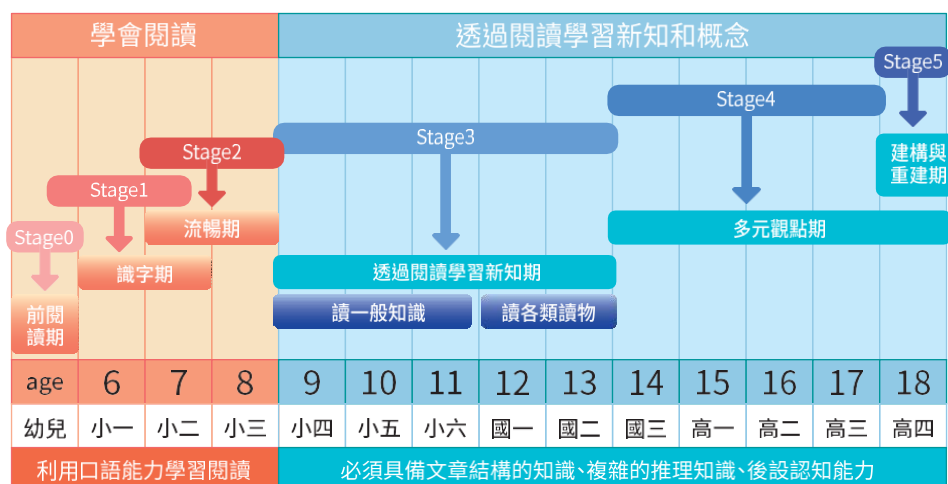 學會閱讀
透過閱讀學習新知和概念
Stage5
Stage4
Stage3
Stage2
建構與
重建期
Stage1
流暢期
多元觀點期
Stage0
識字期
透過閱讀學習新知期
前閱
讀期
讀一般知識
讀各類讀物
age 6 7 8 9 10 11 12 13 14 15 16 17 18
幼兒 小一 小二 小三 小四 小五 小六 國一 國二 國三 高一 高二 高三 高四
利用口語能力學習閱讀
必須具備文章結構的知識、複雜的推理知識、後設認知能力